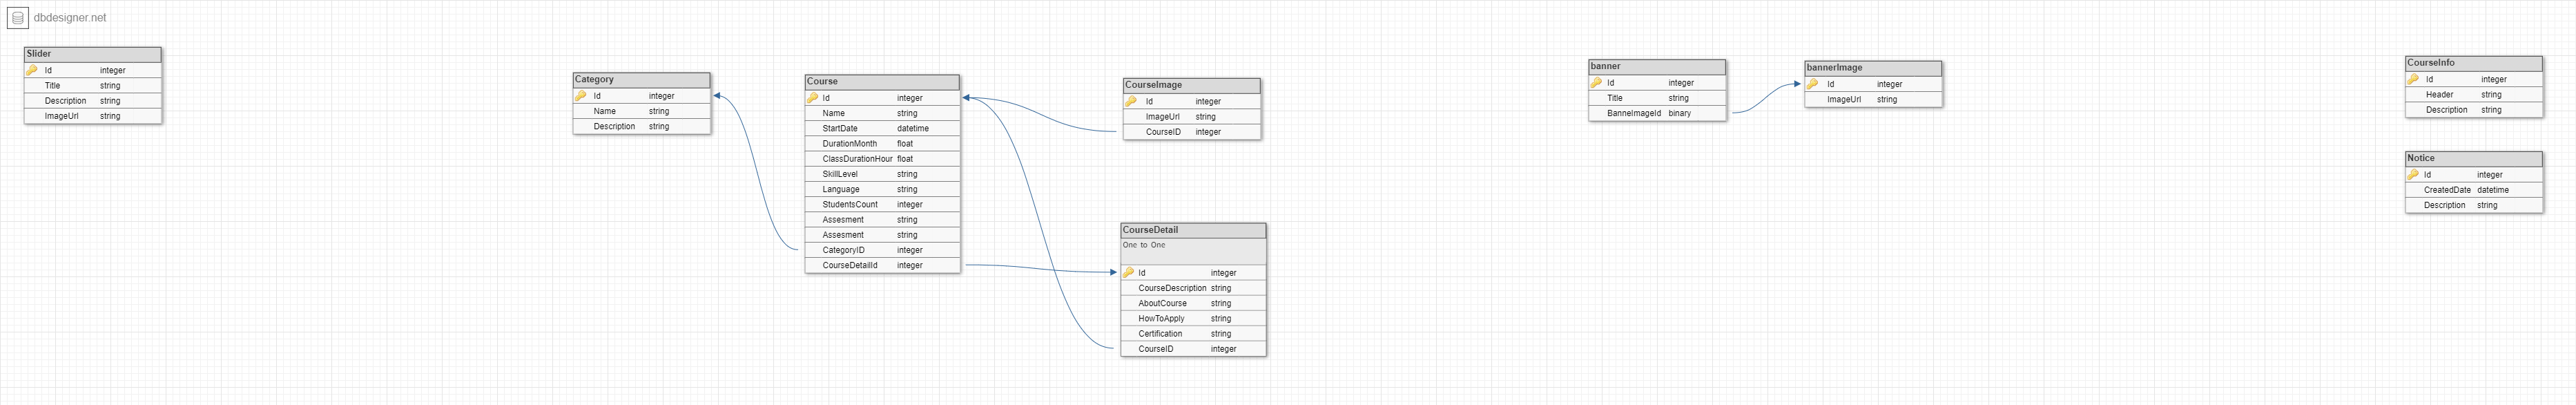 dbdesigner.net
Slider
Id integer
Title string
Description string
ImageUrl string
Category
Id integer
Name string
Description string
Course
Id integer
Name string
StartDate datetime
DurationMonth float
ClassDurationHour float
SkillLevel string
Language string
StudentsCount integer
Assesment string
Assesment string
CategoryID integer
CourseDetailId integer
CourseImage
Id integer
ImageUrl string
CourseID integer
CourseDetail
One to One
Id integer
CourseDescription string
AboutCourse string
HowToApply string
Certification string
CourseID integer
banner
Id integer
Title string
BanneImageId binary
bannerImage
Id integer
ImageUrl string
CourseInfo
Id integer
Header string
Description string
Notice
Id integer
CreatedDate datetime
Description string